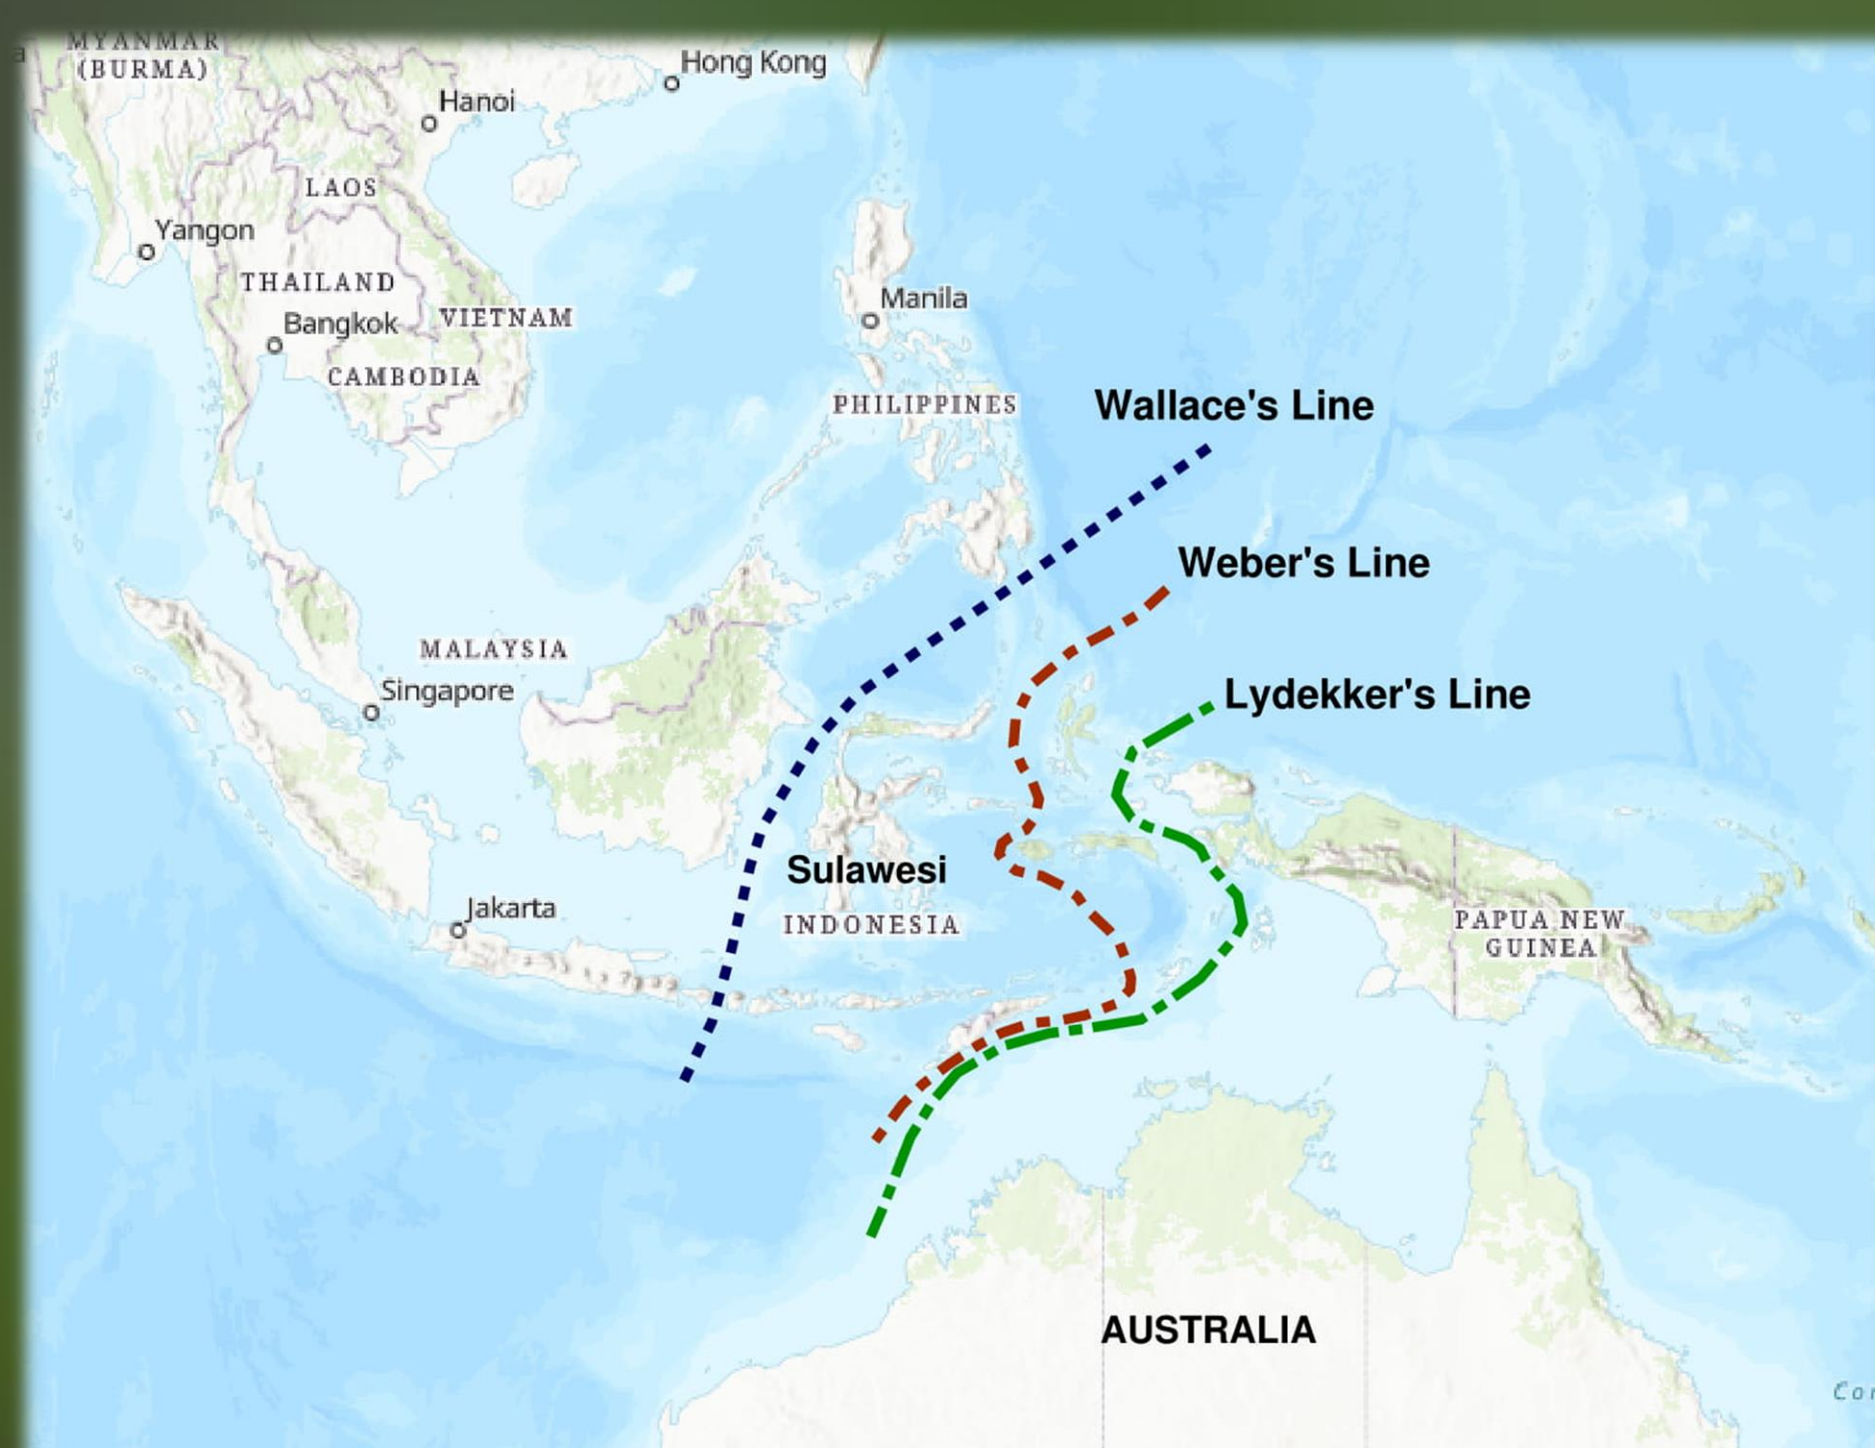 MYANMAR
(BURMA)
Hong Kong
Hanoi
LAOS
Yangon
THAILAND
Manila
Bangkok
VIETNAM
CAMBODIA
PHILIPPINES
Wallace's Line
Weber's Line
MALAYSIA
Singapore
Lydekker's Line
Sulawesi
Jakarta
INDONESIA
PAPUA NEW
GUINEA
AUSTRALIA